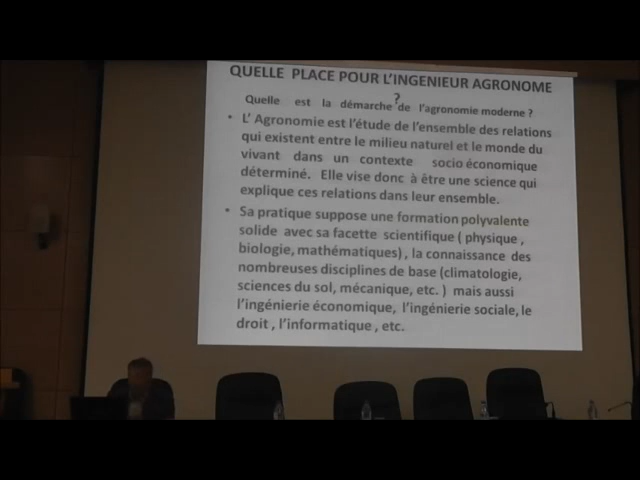 QUELLE PLACE POUR L'INGENIEUR AGRONOME
?
Quelle est la démarche de l'agronomie moderne ?
• L' Agronomie est l'étude de l'ensemble des relations
qui existent entre le milieu naturel et le monde du
vivant dans un contexte socio économique
déterminé. Elle vise donc à être une science qui
explique ces relations dans leur ensemble.
• Sa pratique suppose une formation polyvalente
solide avec sa facette scientifique ( physique ,
biologie, mathématiques) , la connaissance des
nombreuses disciplines de base (climatologie,
sciences du sol, mécanique, etc. ) mais aussi
l'ingénierie économique, l'ingénierie sociale, le
droit , l'informatique , etc.